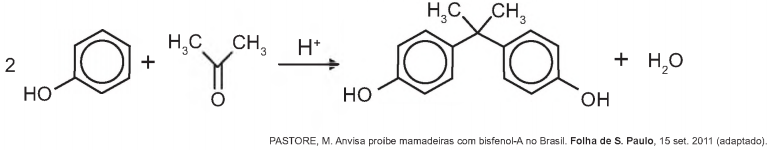 H₃C CH₃
2 + H₃C CH₃ H⁺ + H₂O
HO O HO OH
PASTORE, M. Anvisa proíbe mamadeiras com bisfenol-A no Brasil. Folha de S. Paulo, 15 set. 2011 (adaptado).